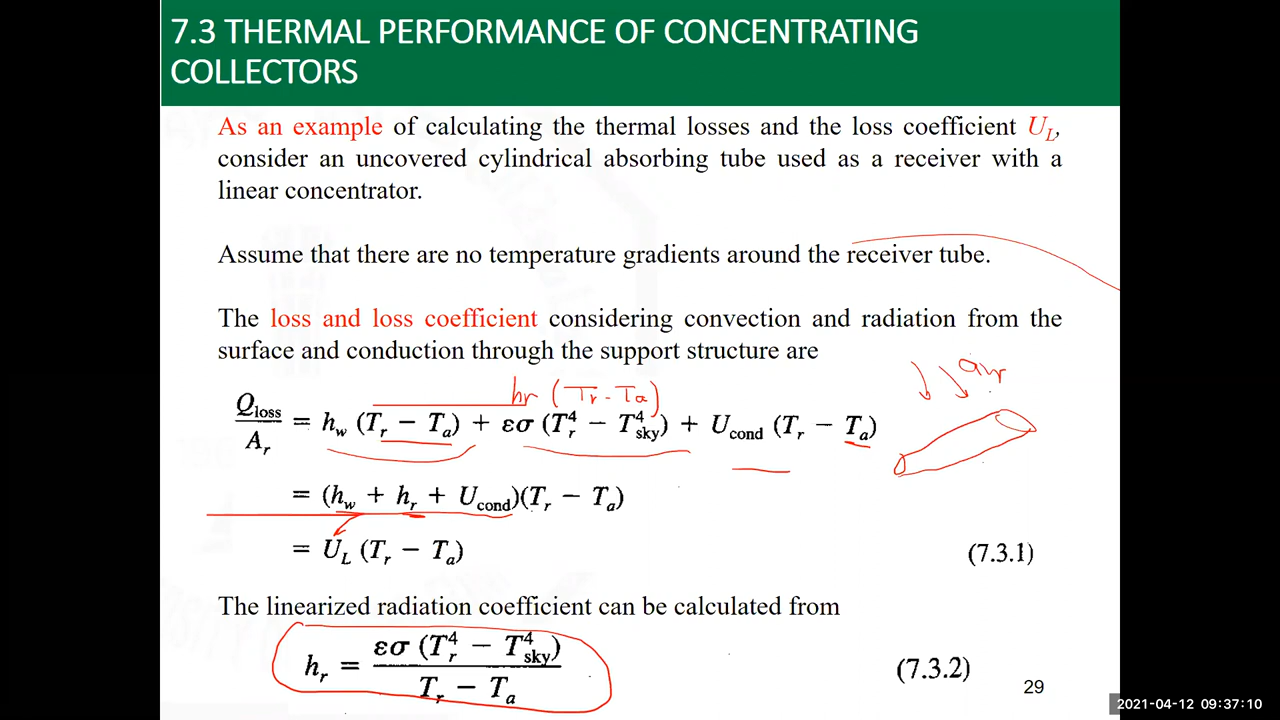 7.3 THERMAL PERFORMANCE OF CONCENTRATING
COLLECTORS
As an example of calculating the thermal losses and the loss coefficient U_L,
consider an uncovered cylindrical absorbing tube used as a receiver with a
linear concentrator.
Assume that there are no temperature gradients around the receiver tube.
The loss and loss coefficient considering convection and radiation from the
surface and conduction through the support structure are
air
hr (Tr - Ta)
Q_loss / A_r = h_w (T_r − T_a) + εσ (T_r^4 − T_sky^4) + U_cond (T_r − T_a)
= (h_w + h_r + U_cond)(T_r − T_a)
= U_L (T_r − T_a) (7.3.1)
The linearized radiation coefficient can be calculated from
h_r = εσ (T_r^4 − T_sky^4) / T_r − T_a (7.3.2)
29
2021-04-12 09:37:10